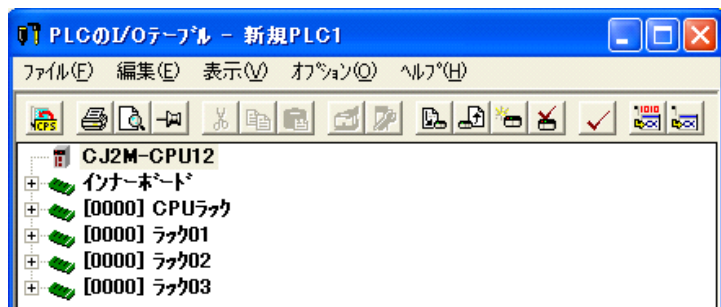 PLCのI/Oﾃｰﾌﾞﾙ - 新規PLC1
ﾌｧｲﾙ(F) 編集(E) 表示(V) ｵﾌﾟｼｮﾝ(O) ﾍﾙﾌﾟ(H)
CPS 1010
CJ2M-CPU12
ｲﾝﾅｰﾎﾞｰﾄﾞ
[0000] CPUﾗｯｸ
[0000] ﾗｯｸ01
[0000] ﾗｯｸ02
[0000] ﾗｯｸ03